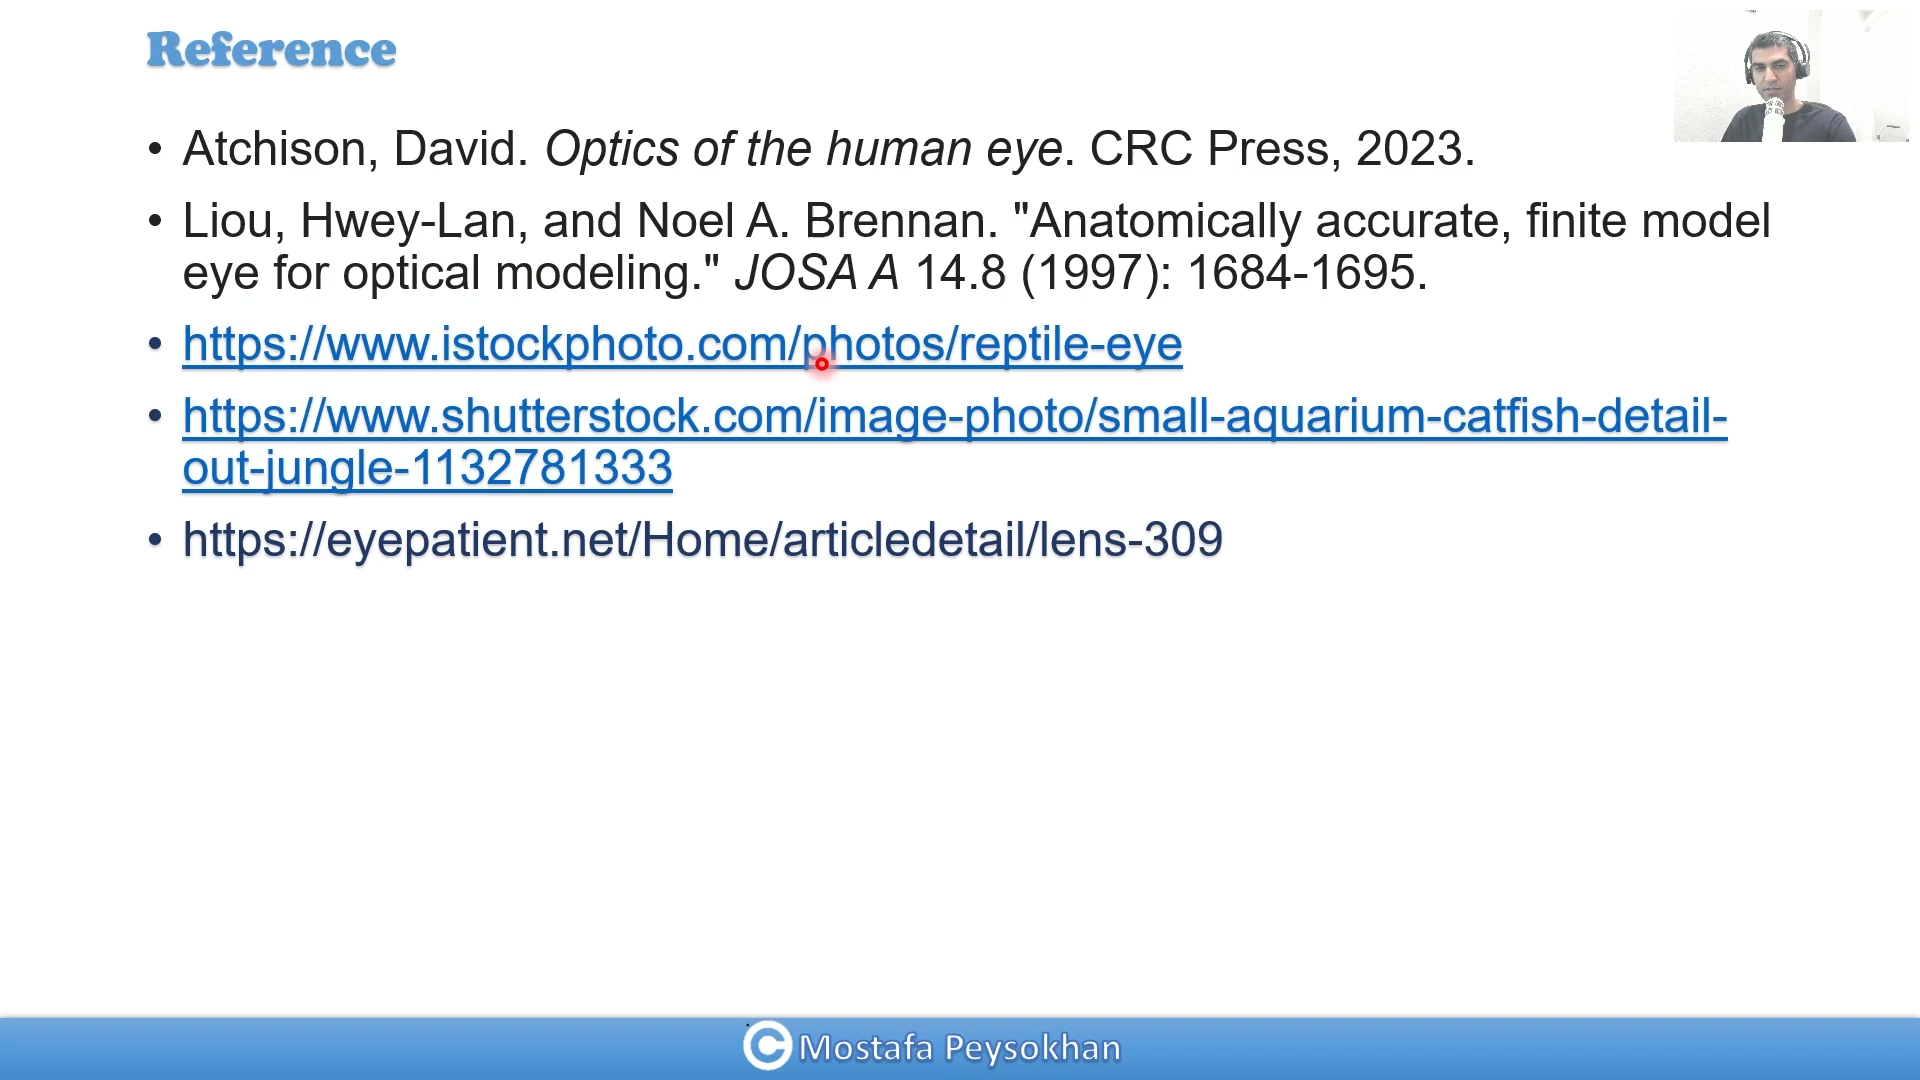 Reference
• Atchison, David. Optics of the human eye. CRC Press, 2023.
• Liou, Hwey-Lan, and Noel A. Brennan. "Anatomically accurate, finite model
eye for optical modeling." JOSA A 14.8 (1997): 1684-1695.
• https://www.istockphoto.com/photos/reptile-eye
• https://www.shutterstock.com/image-photo/small-aquarium-catfish-detail-
out-jungle-1132781333
• https://eyepatient.net/Home/articledetail/lens-309
© Mostafa Peysokhan